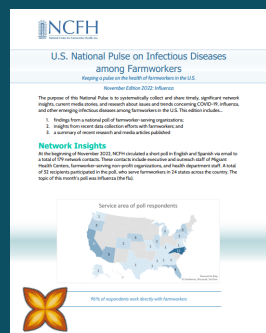 NCFH
U.S. National Pulse on Infectious Diseases
among Farmworkers
Keeping a pulse on the health of farmworkers in the U.S.
November Edition 2022: Influenza
The purpose of this National Pulse is to systematically collect and share timely, significant network
insights, current media stories, and research about issues and trends concerning COVID-19, influenza,
and other emerging infectious diseases among farmworkers in the U.S. This edition includes...
1. findings from a national poll of farmworker-serving organizations;
2. insights from recent data collection efforts with farmworkers; and
3. a summary of recent research and media articles published
Network Insights
At the beginning of November 2022, NCFH circulated a short poll in English and Spanish via email to
a total of 179 network contacts. These contacts include executive and outreach staff of Migrant
Health Centers, farmworker-serving non-profit organizations, and health department staff. A total
of 52 recipients participated in the poll, who serve farmworkers in 24 states across the country. The
topic of this month's poll was Influenza (the flu).
Service area of poll respondents
96% of respondents work directly with farmworkers